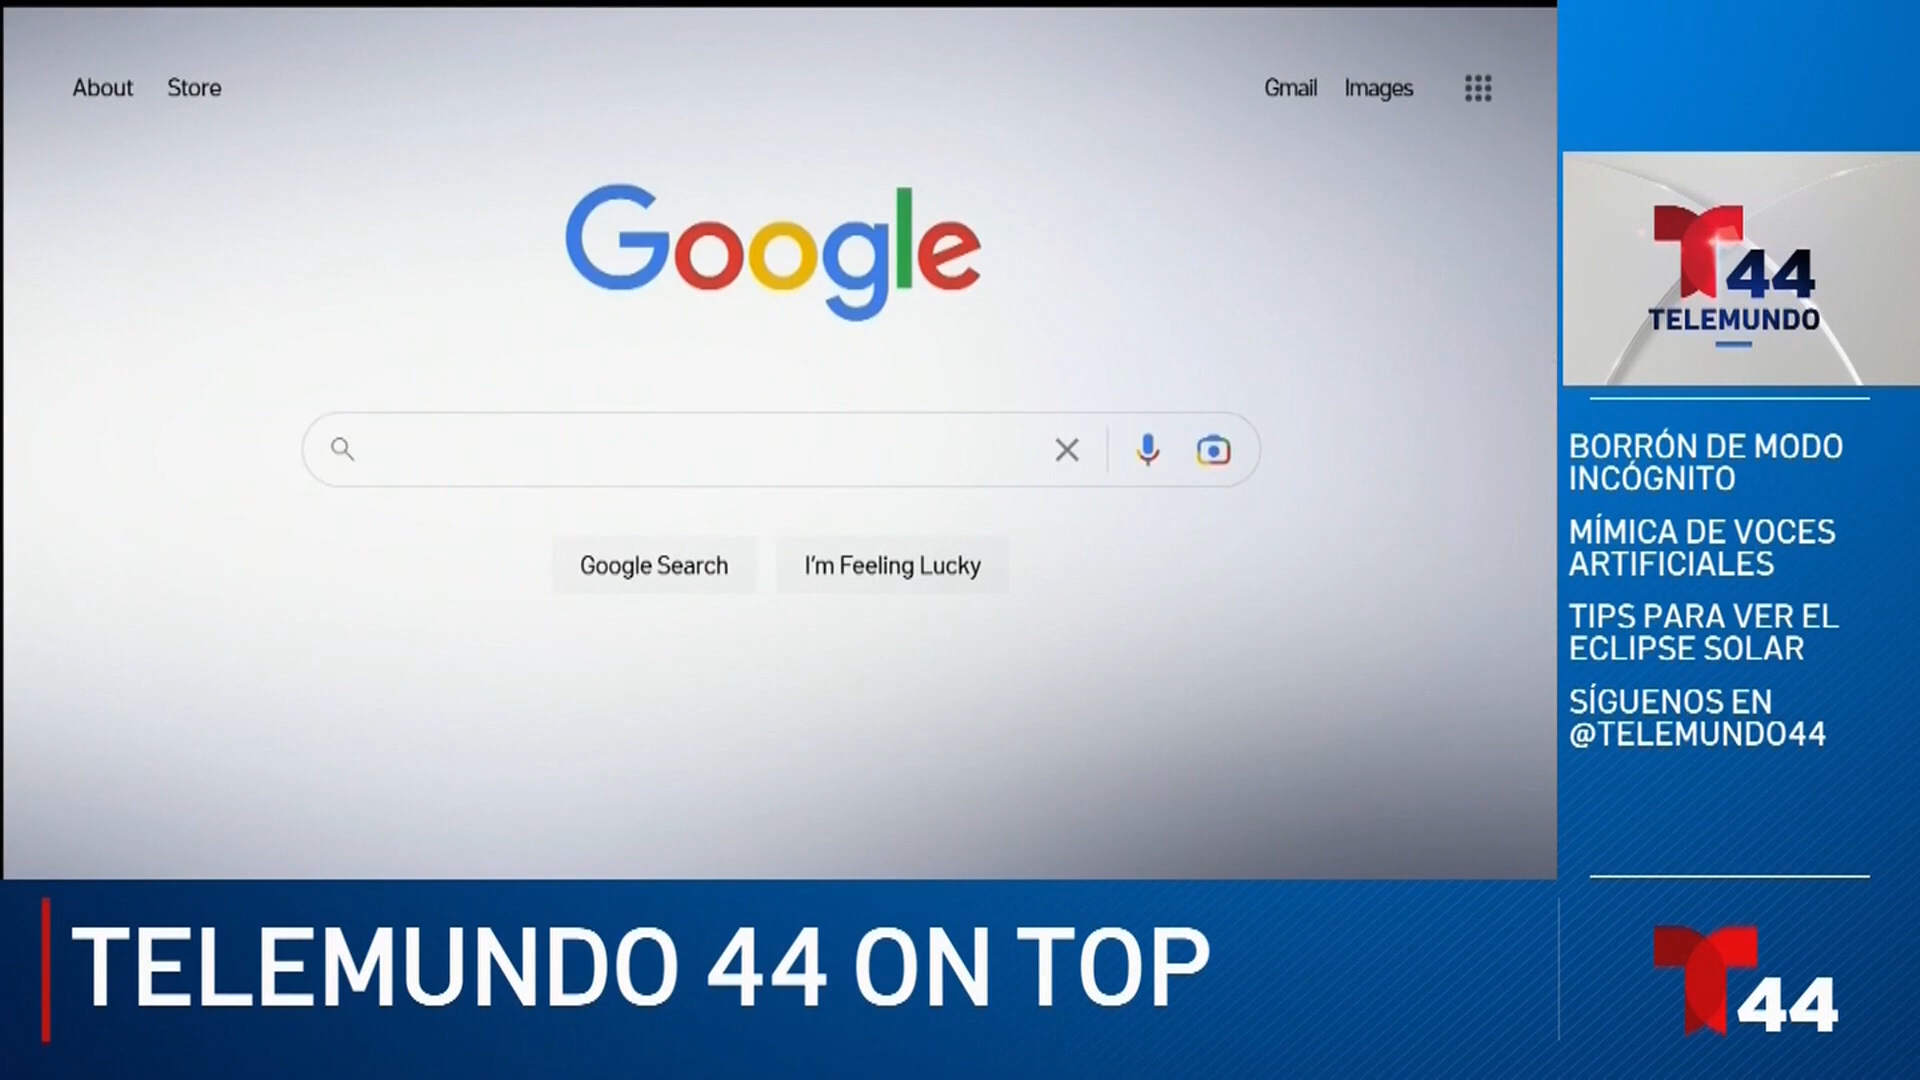 About Store
Gmail Images
Google
Google Search
I'm Feeling Lucky
44
TELEMUNDO
BORRÓN DE MODO
INCÓGNITO
MÍMICA DE VOCES
ARTIFICIALES
TIPS PARA VER EL
ECLIPSE SOLAR
SÍGUENOS EN
@TELEMUNDO44
TELEMUNDO 44 ON TOP
44